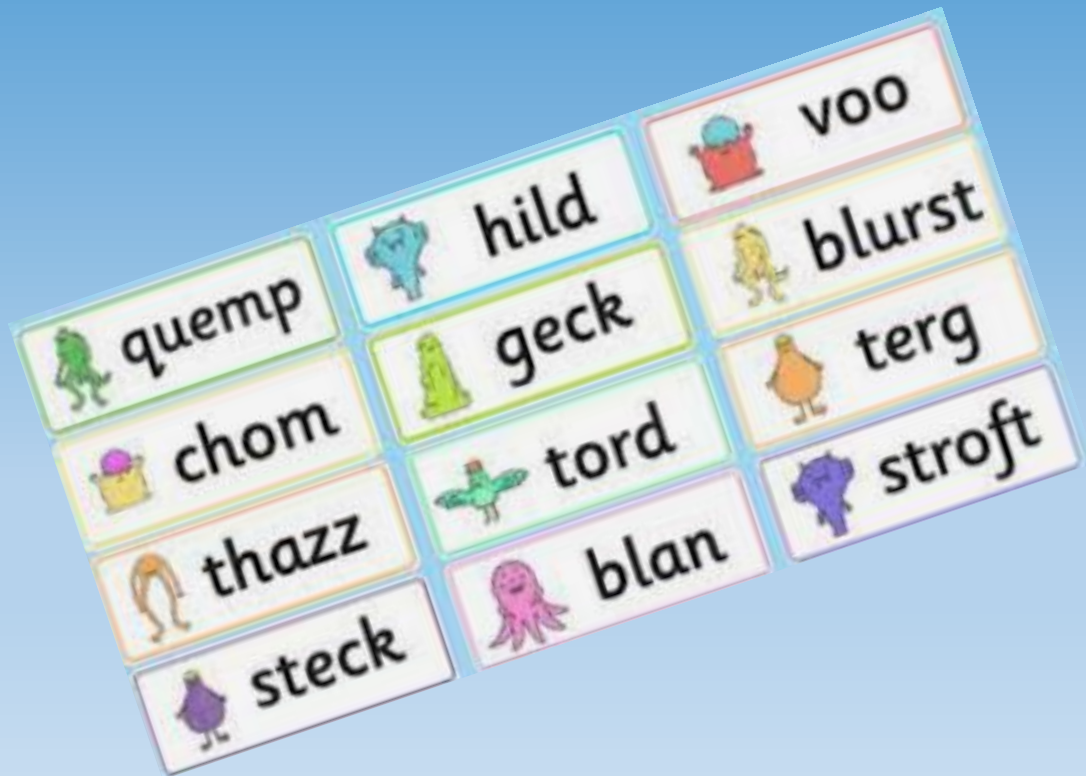 quemp hild voo
chom geck blurst
thazz tord terg
steck blan stroft